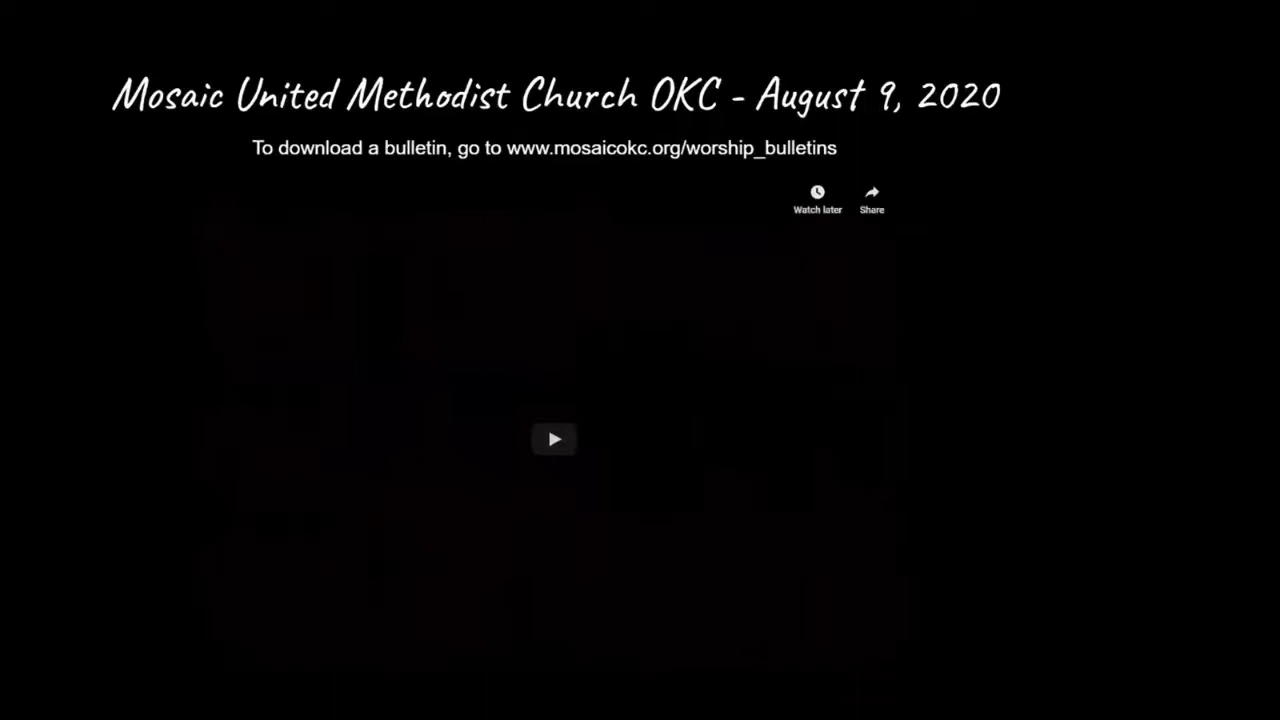 Mosaic United Methodist Church OKC - August 9, 2020
To download a bulletin, go to www.mosaicokc.org/worship_bulletins
Watch later Share